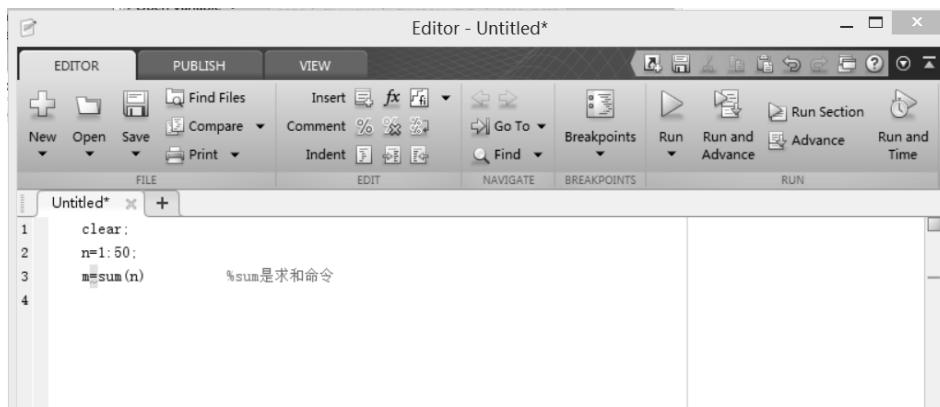 Editor - Untitled*
EDITOR PUBLISH VIEW
Find Files Insert fx
Compare Comment Go To
New Open Save Breakpoints Run Run and Advance Run Section Advance Run and Time
Print Indent Find
FILE EDIT NAVIGATE BREAKPOINTS RUN
Untitled* × +
1 clear;
2 n=1:50;
3 m=sum(n) %sum是求和命令
4